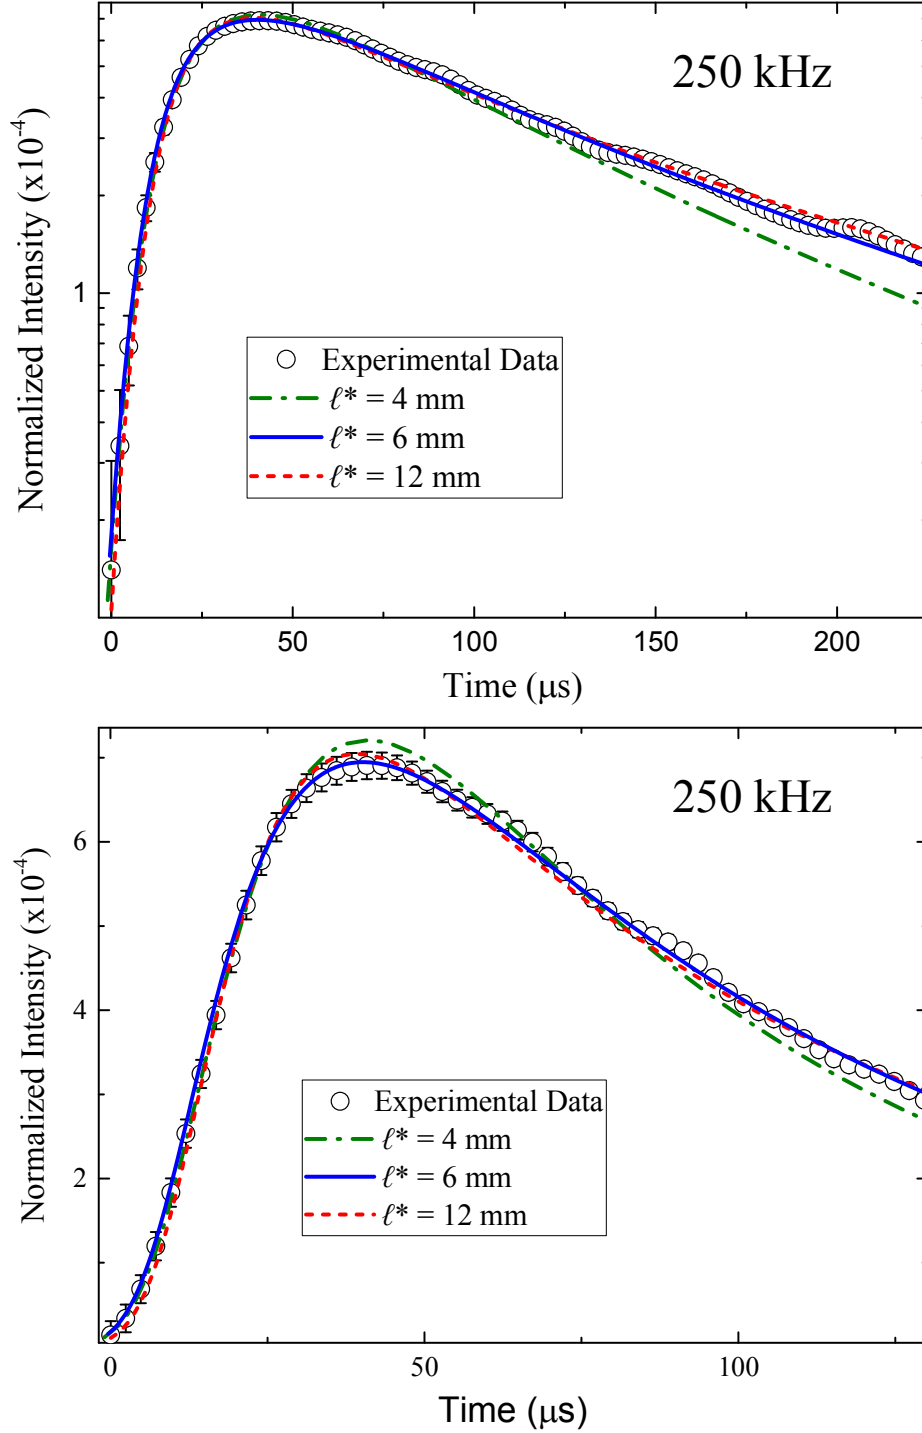 250 kHz
Normalized Intensity (x10⁻⁴)
1
Experimental Data
ℓ* = 4 mm
ℓ* = 6 mm
ℓ* = 12 mm
0 50 100 150 200
Time (μs)
250 kHz
Normalized Intensity (x10⁻⁴)
6
4
2
Experimental Data
ℓ* = 4 mm
ℓ* = 6 mm
ℓ* = 12 mm
0 50 100
Time (μs)